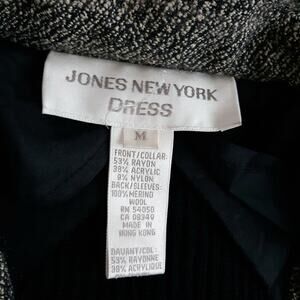 JONES NEW YORK
DRESS
M
FRONT/COLLAR:
53% RAYON
38% ACRYLIC
9% NYLON
BACK/SLEEVES:
100% MERINO
WOOL
RN 54050
CA 08349
MADE IN
HONG KONG
DAVANT/COL:
53% RAYONNE
38% ACRYLIQUE